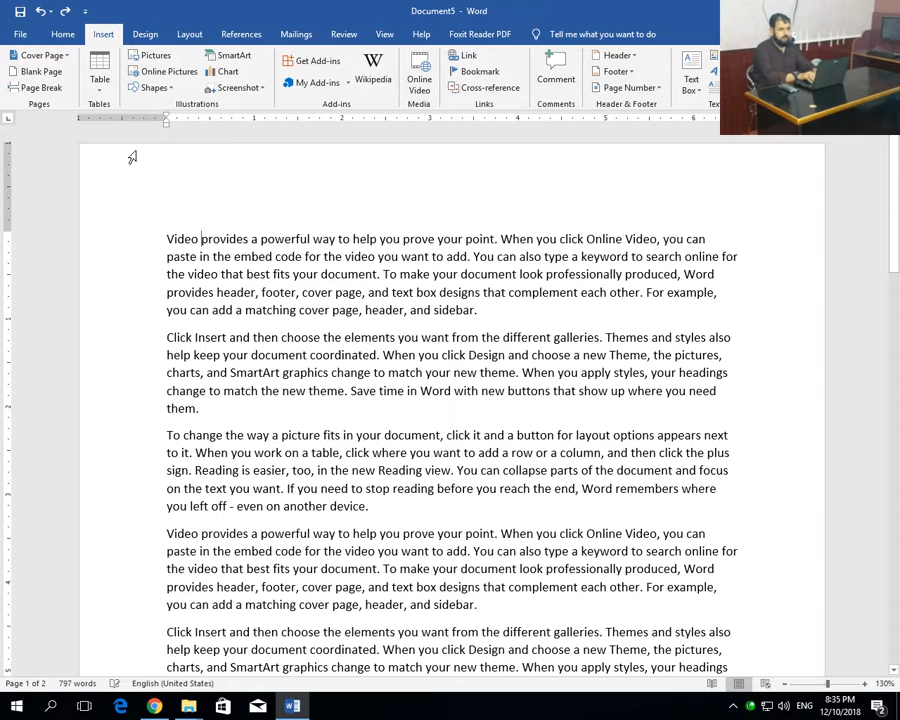 Document5 - Word
File Home Insert Design Layout References Mailings Review View Help Foxit Reader PDF Tell me what you want to do
Cover Page
Blank Page
Page Break
Pages
Table
Tables
Pictures
Online Pictures
Shapes
SmartArt
Chart
Screenshot
Illustrations
Get Add-ins
My Add-ins
Wikipedia
Add-ins
Online Video
Media
Link
Bookmark
Cross-reference
Links
Comment
Comments
Header
Footer
Page Number
Header & Footer
Text Box
1 1 2 3 4 6
Video provides a powerful way to help you prove your point. When you click Online Video, you can
paste in the embed code for the video you want to add. You can also type a keyword to search online for
the video that best fits your document. To make your document look professionally produced, Word
provides header, footer, cover page, and text box designs that complement each other. For example,
you can add a matching cover page, header, and sidebar.
Click Insert and then choose the elements you want from the different galleries. Themes and styles also
help keep your document coordinated. When you click Design and choose a new Theme, the pictures,
charts, and SmartArt graphics change to match your new theme. When you apply styles, your headings
change to match the new theme. Save time in Word with new buttons that show up where you need
them.
To change the way a picture fits in your document, click it and a button for layout options appears next
to it. When you work on a table, click where you want to add a row or a column, and then click the plus
sign. Reading is easier, too, in the new Reading view. You can collapse parts of the document and focus
on the text you want. If you need to stop reading before you reach the end, Word remembers where
you left off - even on another device.
Video provides a powerful way to help you prove your point. When you click Online Video, you can
paste in the embed code for the video you want to add. You can also type a keyword to search online for
the video that best fits your document. To make your document look professionally produced, Word
provides header, footer, cover page, and text box designs that complement each other. For example,
you can add a matching cover page, header, and sidebar.
Click Insert and then choose the elements you want from the different galleries. Themes and styles also
help keep your document coordinated. When you click Design and choose a new Theme, the pictures,
charts, and SmartArt graphics change to match your new theme. When you apply styles, your headings
Page 1 of 2 797 words English (United States) 130%
8:35 PM
ENG
12/10/2018
2